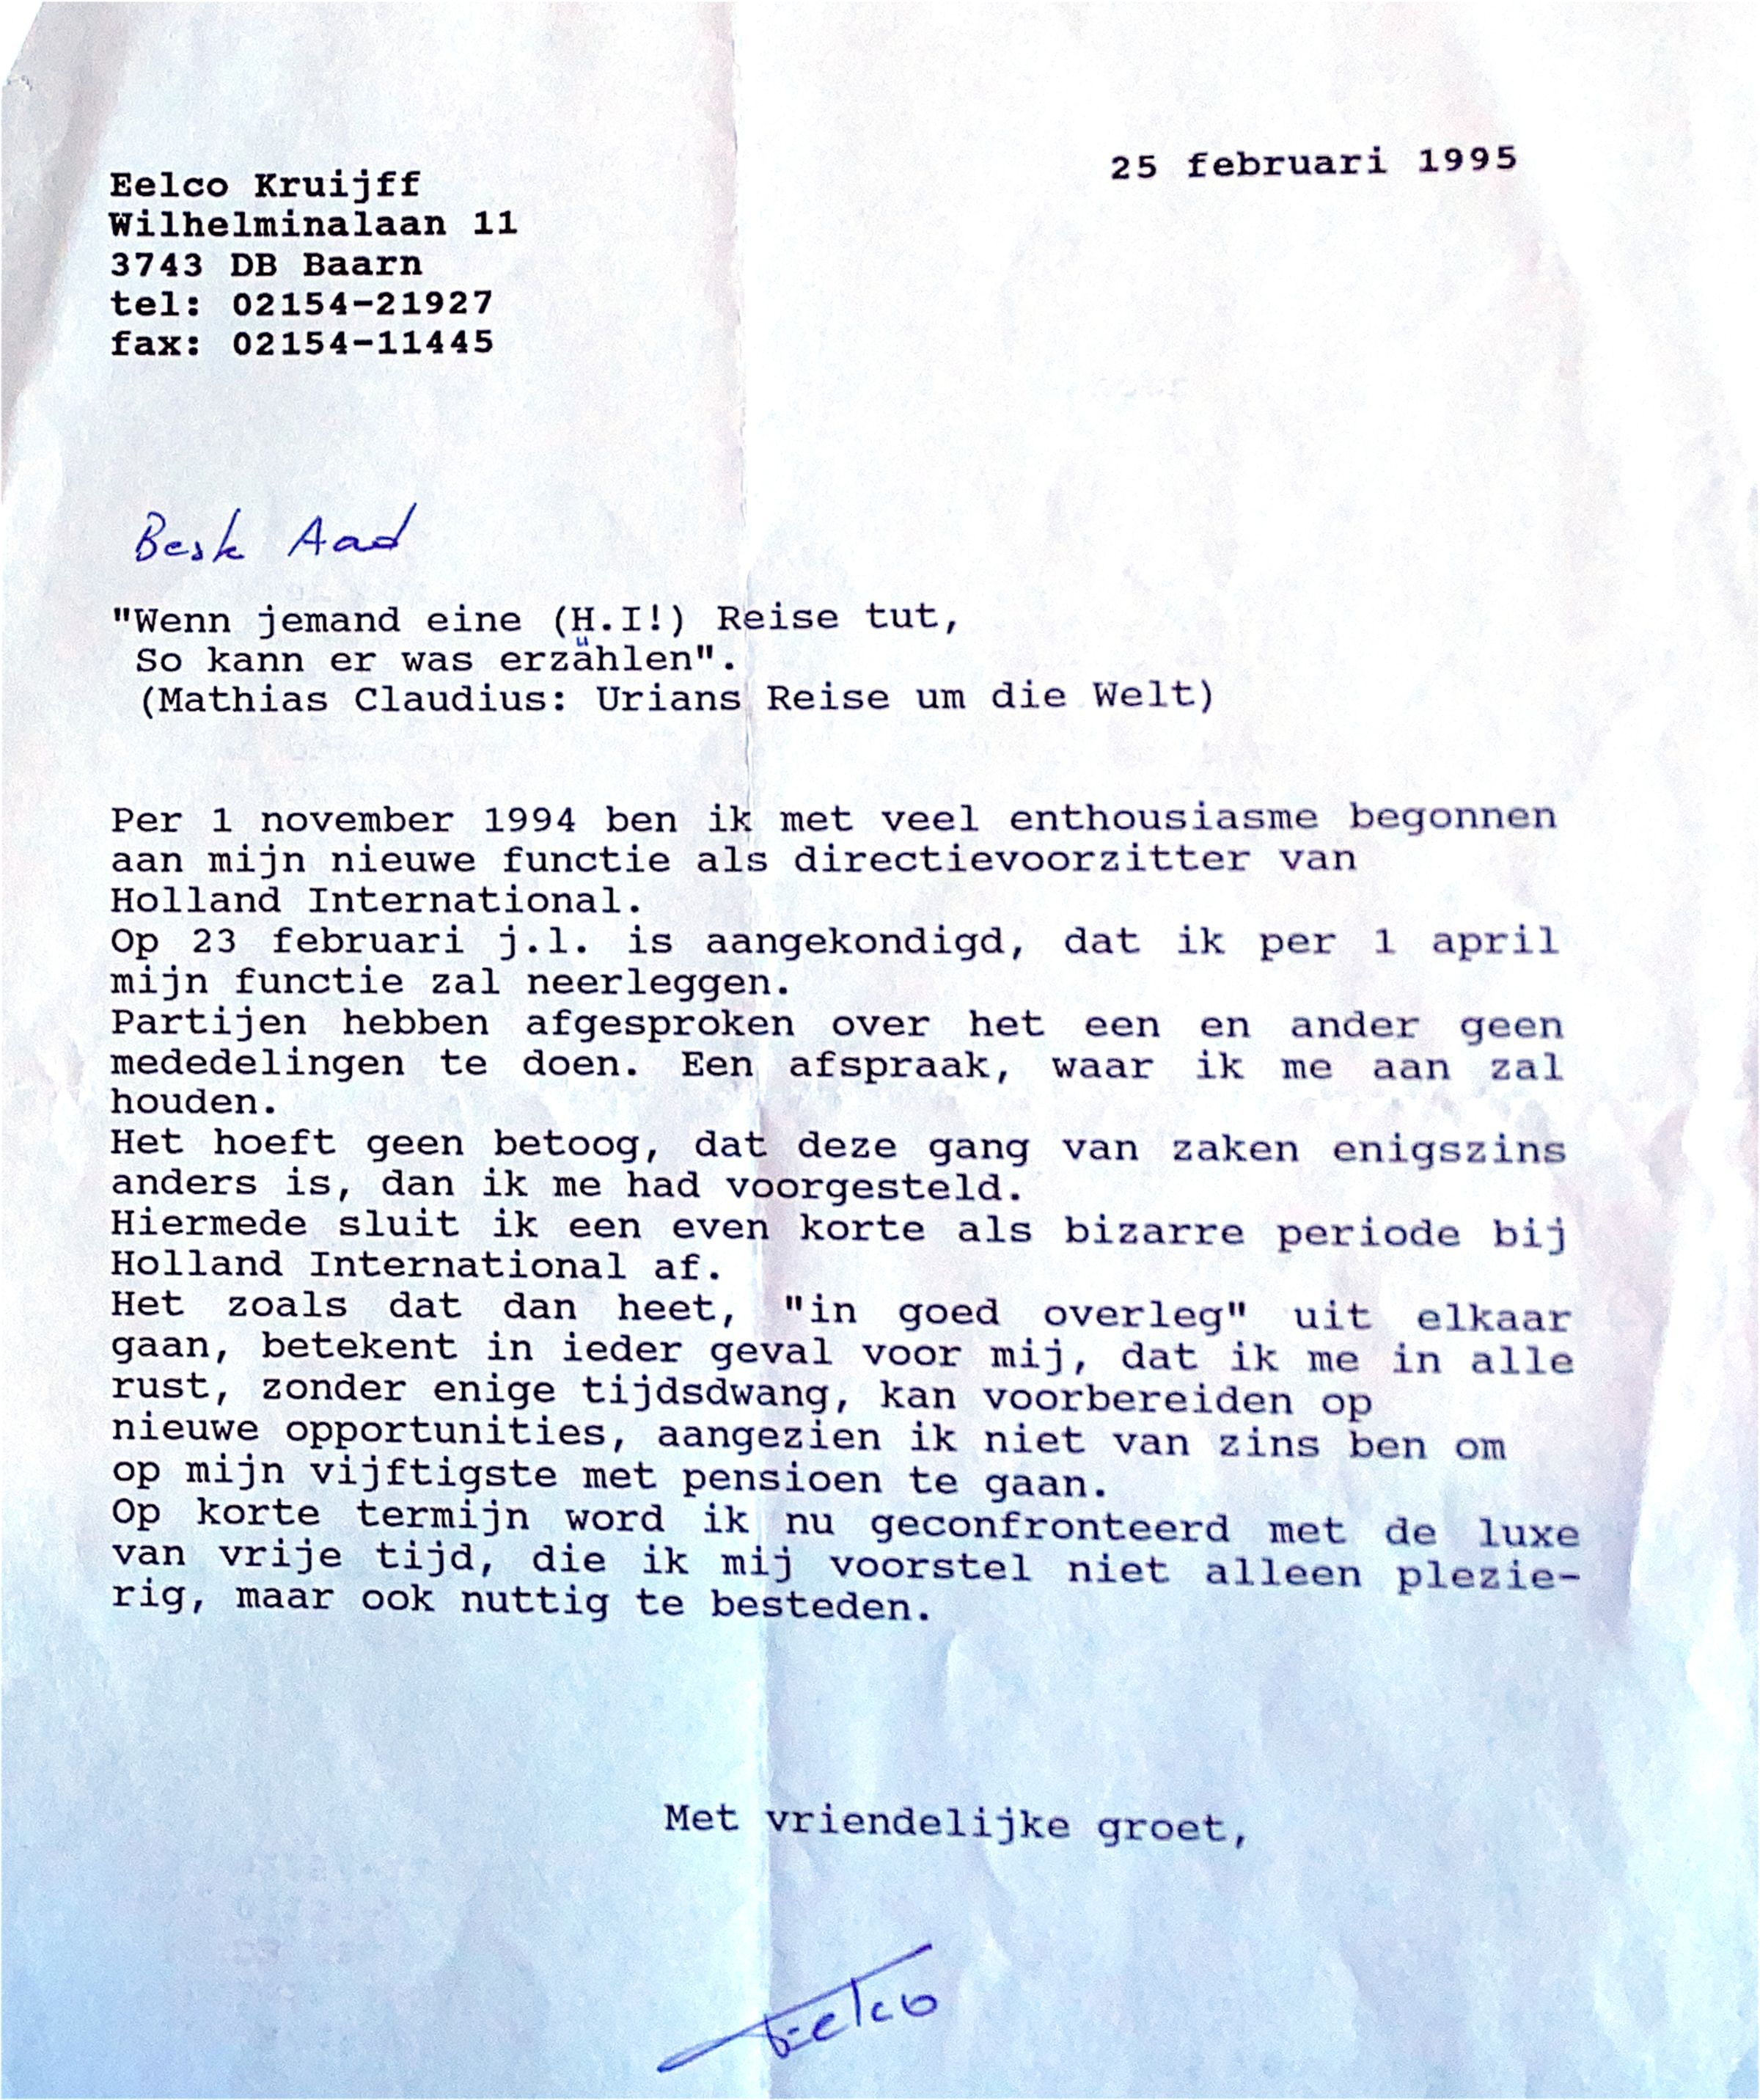 25 februari 1995
Eelco Kruijff
Wilhelminalaan 11
3743 DB Baarn
tel: 02154-21927
fax: 02154-11445
Beste Aad
"Wenn jemand eine (H.I!) Reise tut,
So kann er was erzählen".
(Mathias Claudius: Urians Reise um die Welt)
Per 1 november 1994 ben ik met veel enthousiasme begonnen
aan mijn nieuwe functie als directievoorzitter van
Holland International.
Op 23 februari j.l. is aangekondigd, dat ik per 1 april
mijn functie zal neerleggen.
Partijen hebben afgesproken over het een en ander geen
mededelingen te doen. Een afspraak, waar ik me aan zal
houden.
Het hoeft geen betoog, dat deze gang van zaken enigszins
anders is, dan ik me had voorgesteld.
Hiermede sluit ik een even korte als bizarre periode bij
Holland International af.
Het zoals dat dan heet, "in goed overleg" uit elkaar
gaan, betekent in ieder geval voor mij, dat ik me in alle
rust, zonder enige tijdsdwang, kan voorbereiden op
nieuwe opportunities, aangezien ik niet van zins ben om
op mijn vijftigste met pensioen te gaan.
Op korte termijn word ik nu geconfronteerd met de luxe
van vrije tijd, die ik mij voorstel niet alleen plezie-
rig, maar ook nuttig te besteden.
Met vriendelijke groet,
Eelco